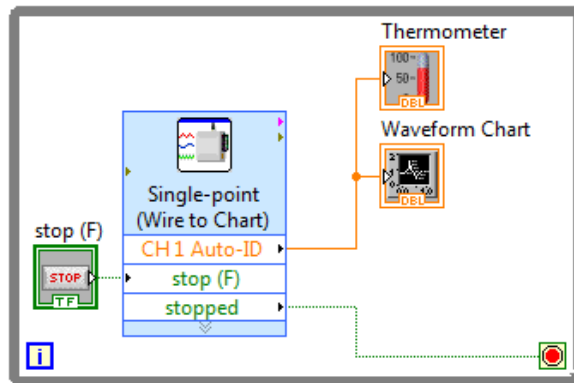 Thermometer
100
50
DBL
Waveform Chart
DBL
Single-point
(Wire to Chart)
CH 1 Auto-ID
stop (F)
stopped
stop (F)
STOP
TF
i